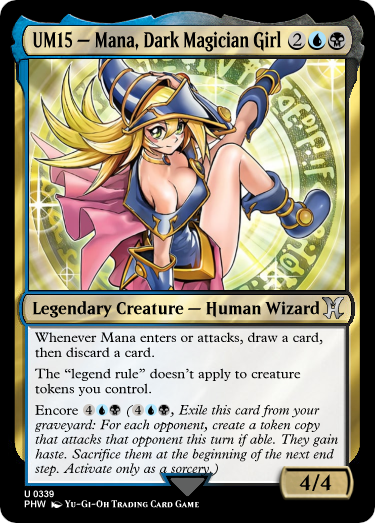 UM15 — Mana, Dark Magician Girl 2
Legendary Creature — Human Wizard
Whenever Mana enters or attacks, draw a card,
then discard a card.
The “legend rule” doesn’t apply to creature
tokens you control.
Encore 4 (4, Exile this card from your
graveyard: For each opponent, create a token copy
that attacks that opponent this turn if able. They gain
haste. Sacrifice them at the beginning of the next end
step. Activate only as a sorcery.)
4/4
U 0339
PHW Yu-Gi-Oh Trading Card Game